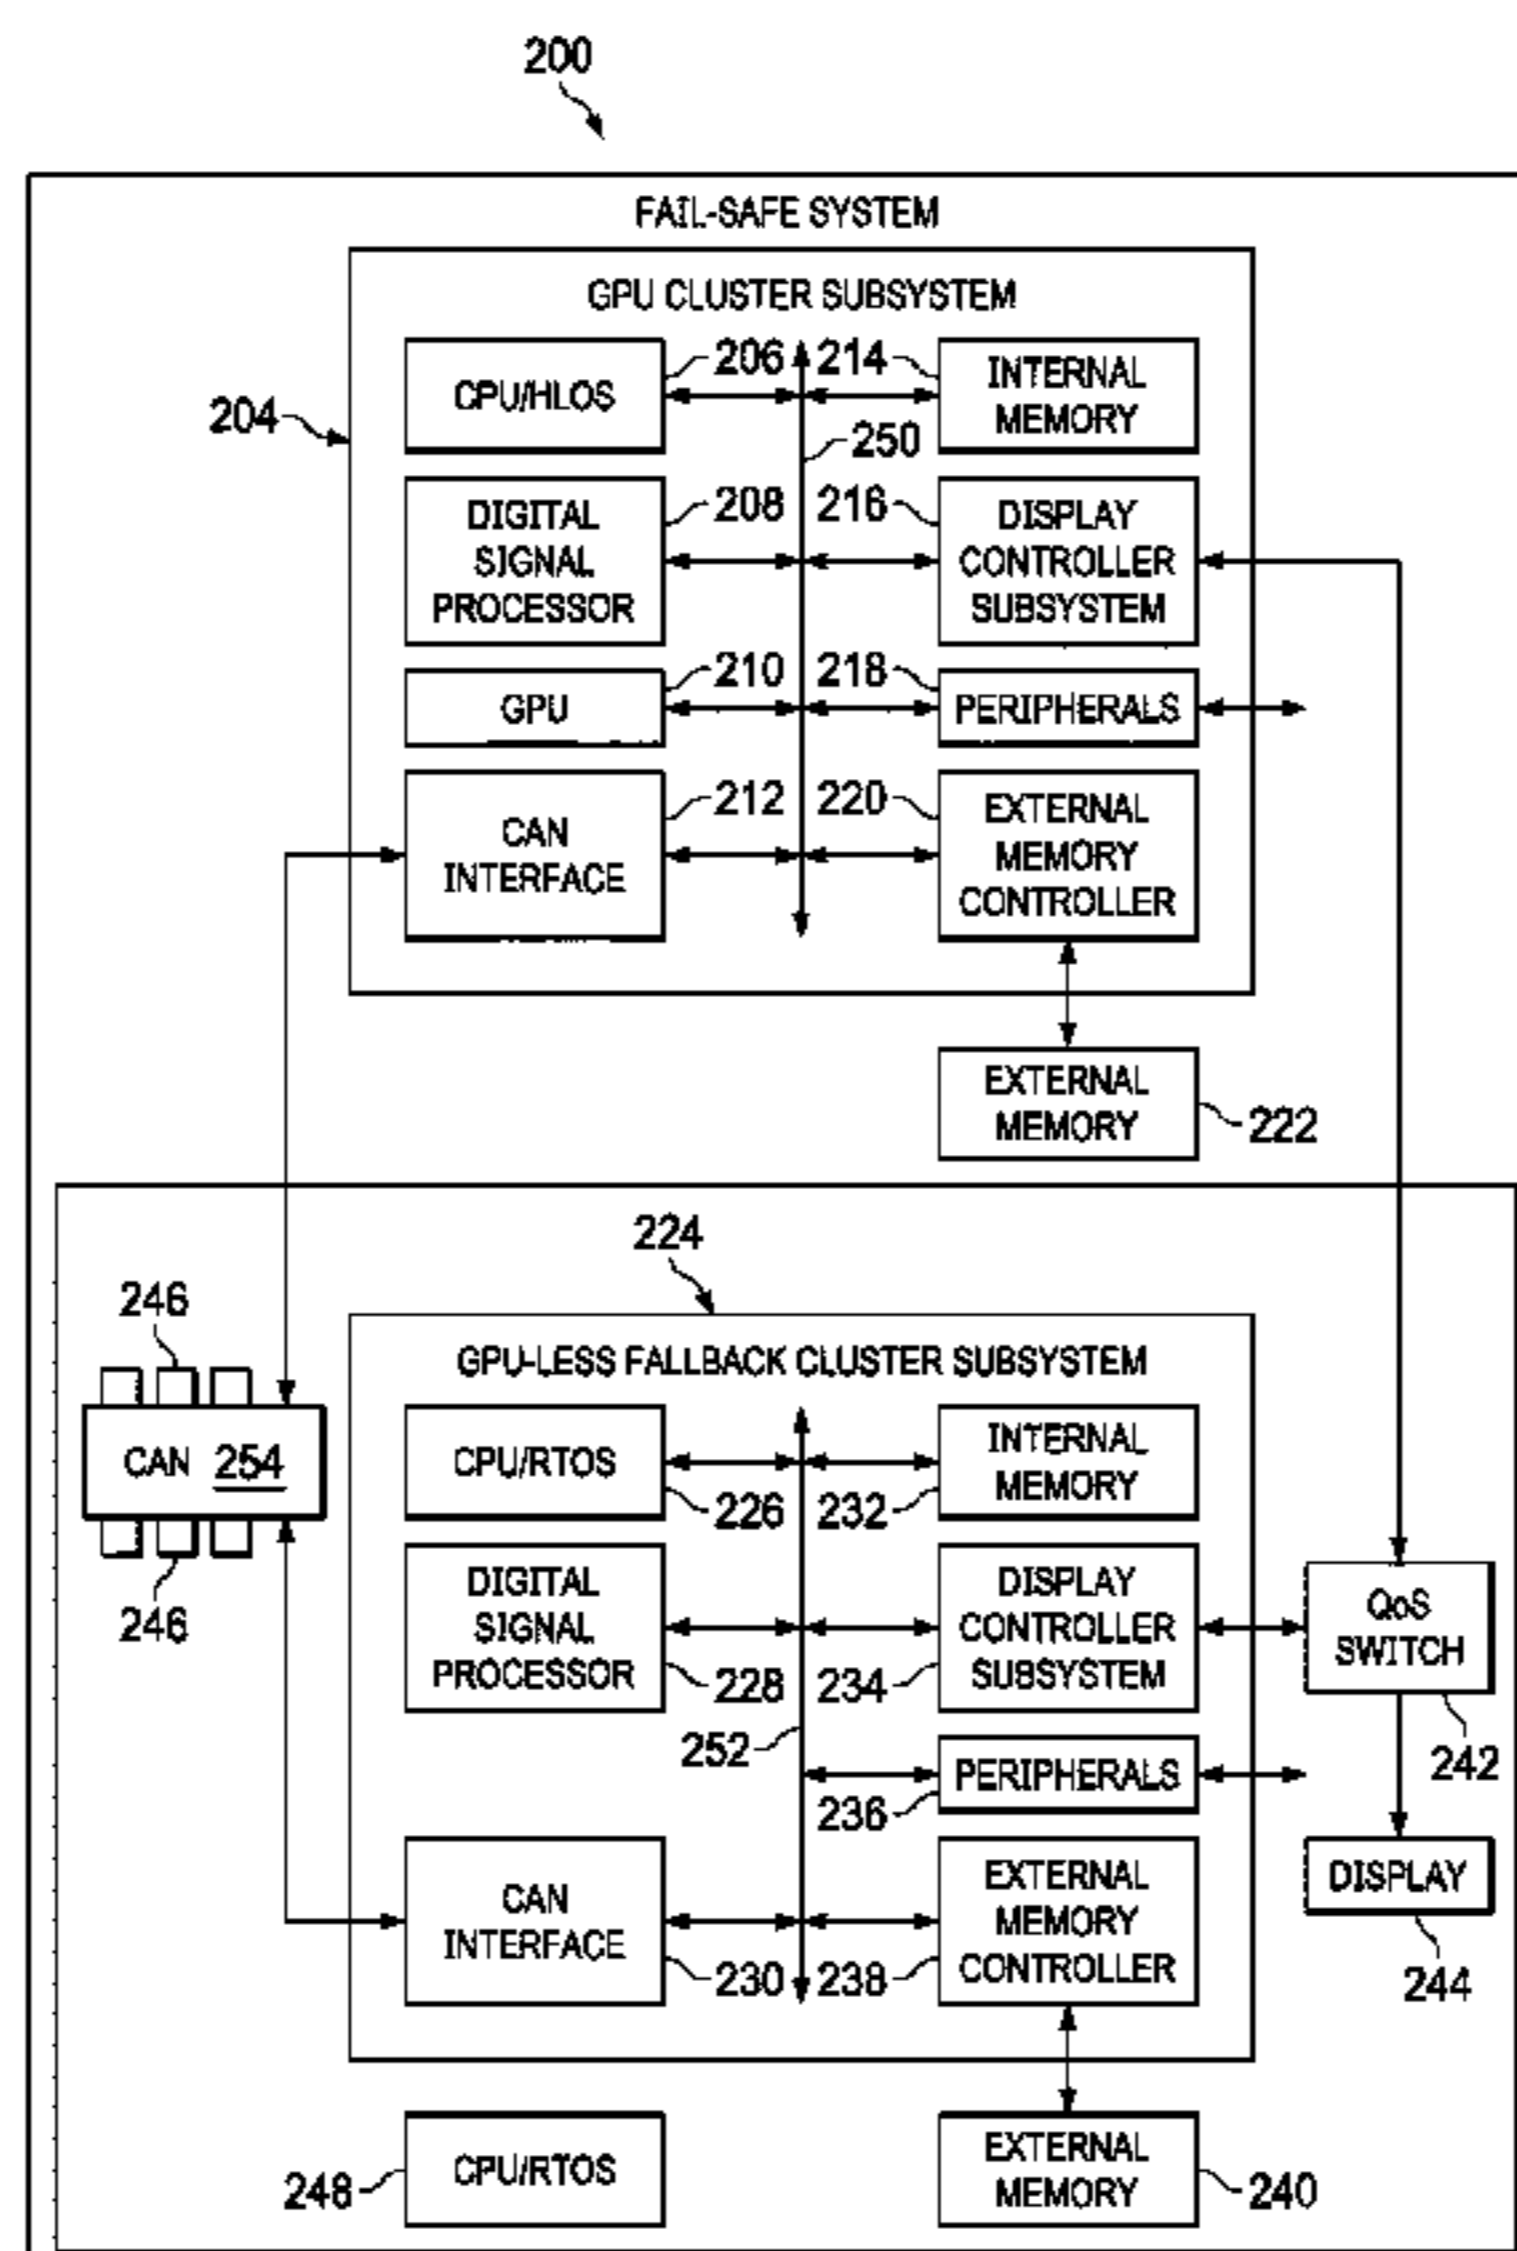 200
FAIL-SAFE SYSTEM
GPU CLUSTER SUBSYSTEM
204
CPU/HLOS
206
214
INTERNAL
MEMORY
250
DIGITAL
SIGNAL
PROCESSOR
208
216
DISPLAY
CONTROLLER
SUBSYSTEM
GPU
210
218
PERIPHERALS
CAN
INTERFACE
212
220
EXTERNAL
MEMORY
CONTROLLER
EXTERNAL
MEMORY
222
224
GPU-LESS FALLBACK CLUSTER SUBSYSTEM
246
CAN 254
246
CPU/RTOS
226
232
INTERNAL
MEMORY
DIGITAL
SIGNAL
PROCESSOR
228
234
DISPLAY
CONTROLLER
SUBSYSTEM
QoS
SWITCH
242
252
236
PERIPHERALS
DISPLAY
244
CAN
INTERFACE
230
238
EXTERNAL
MEMORY
CONTROLLER
248
CPU/RTOS
EXTERNAL
MEMORY
240